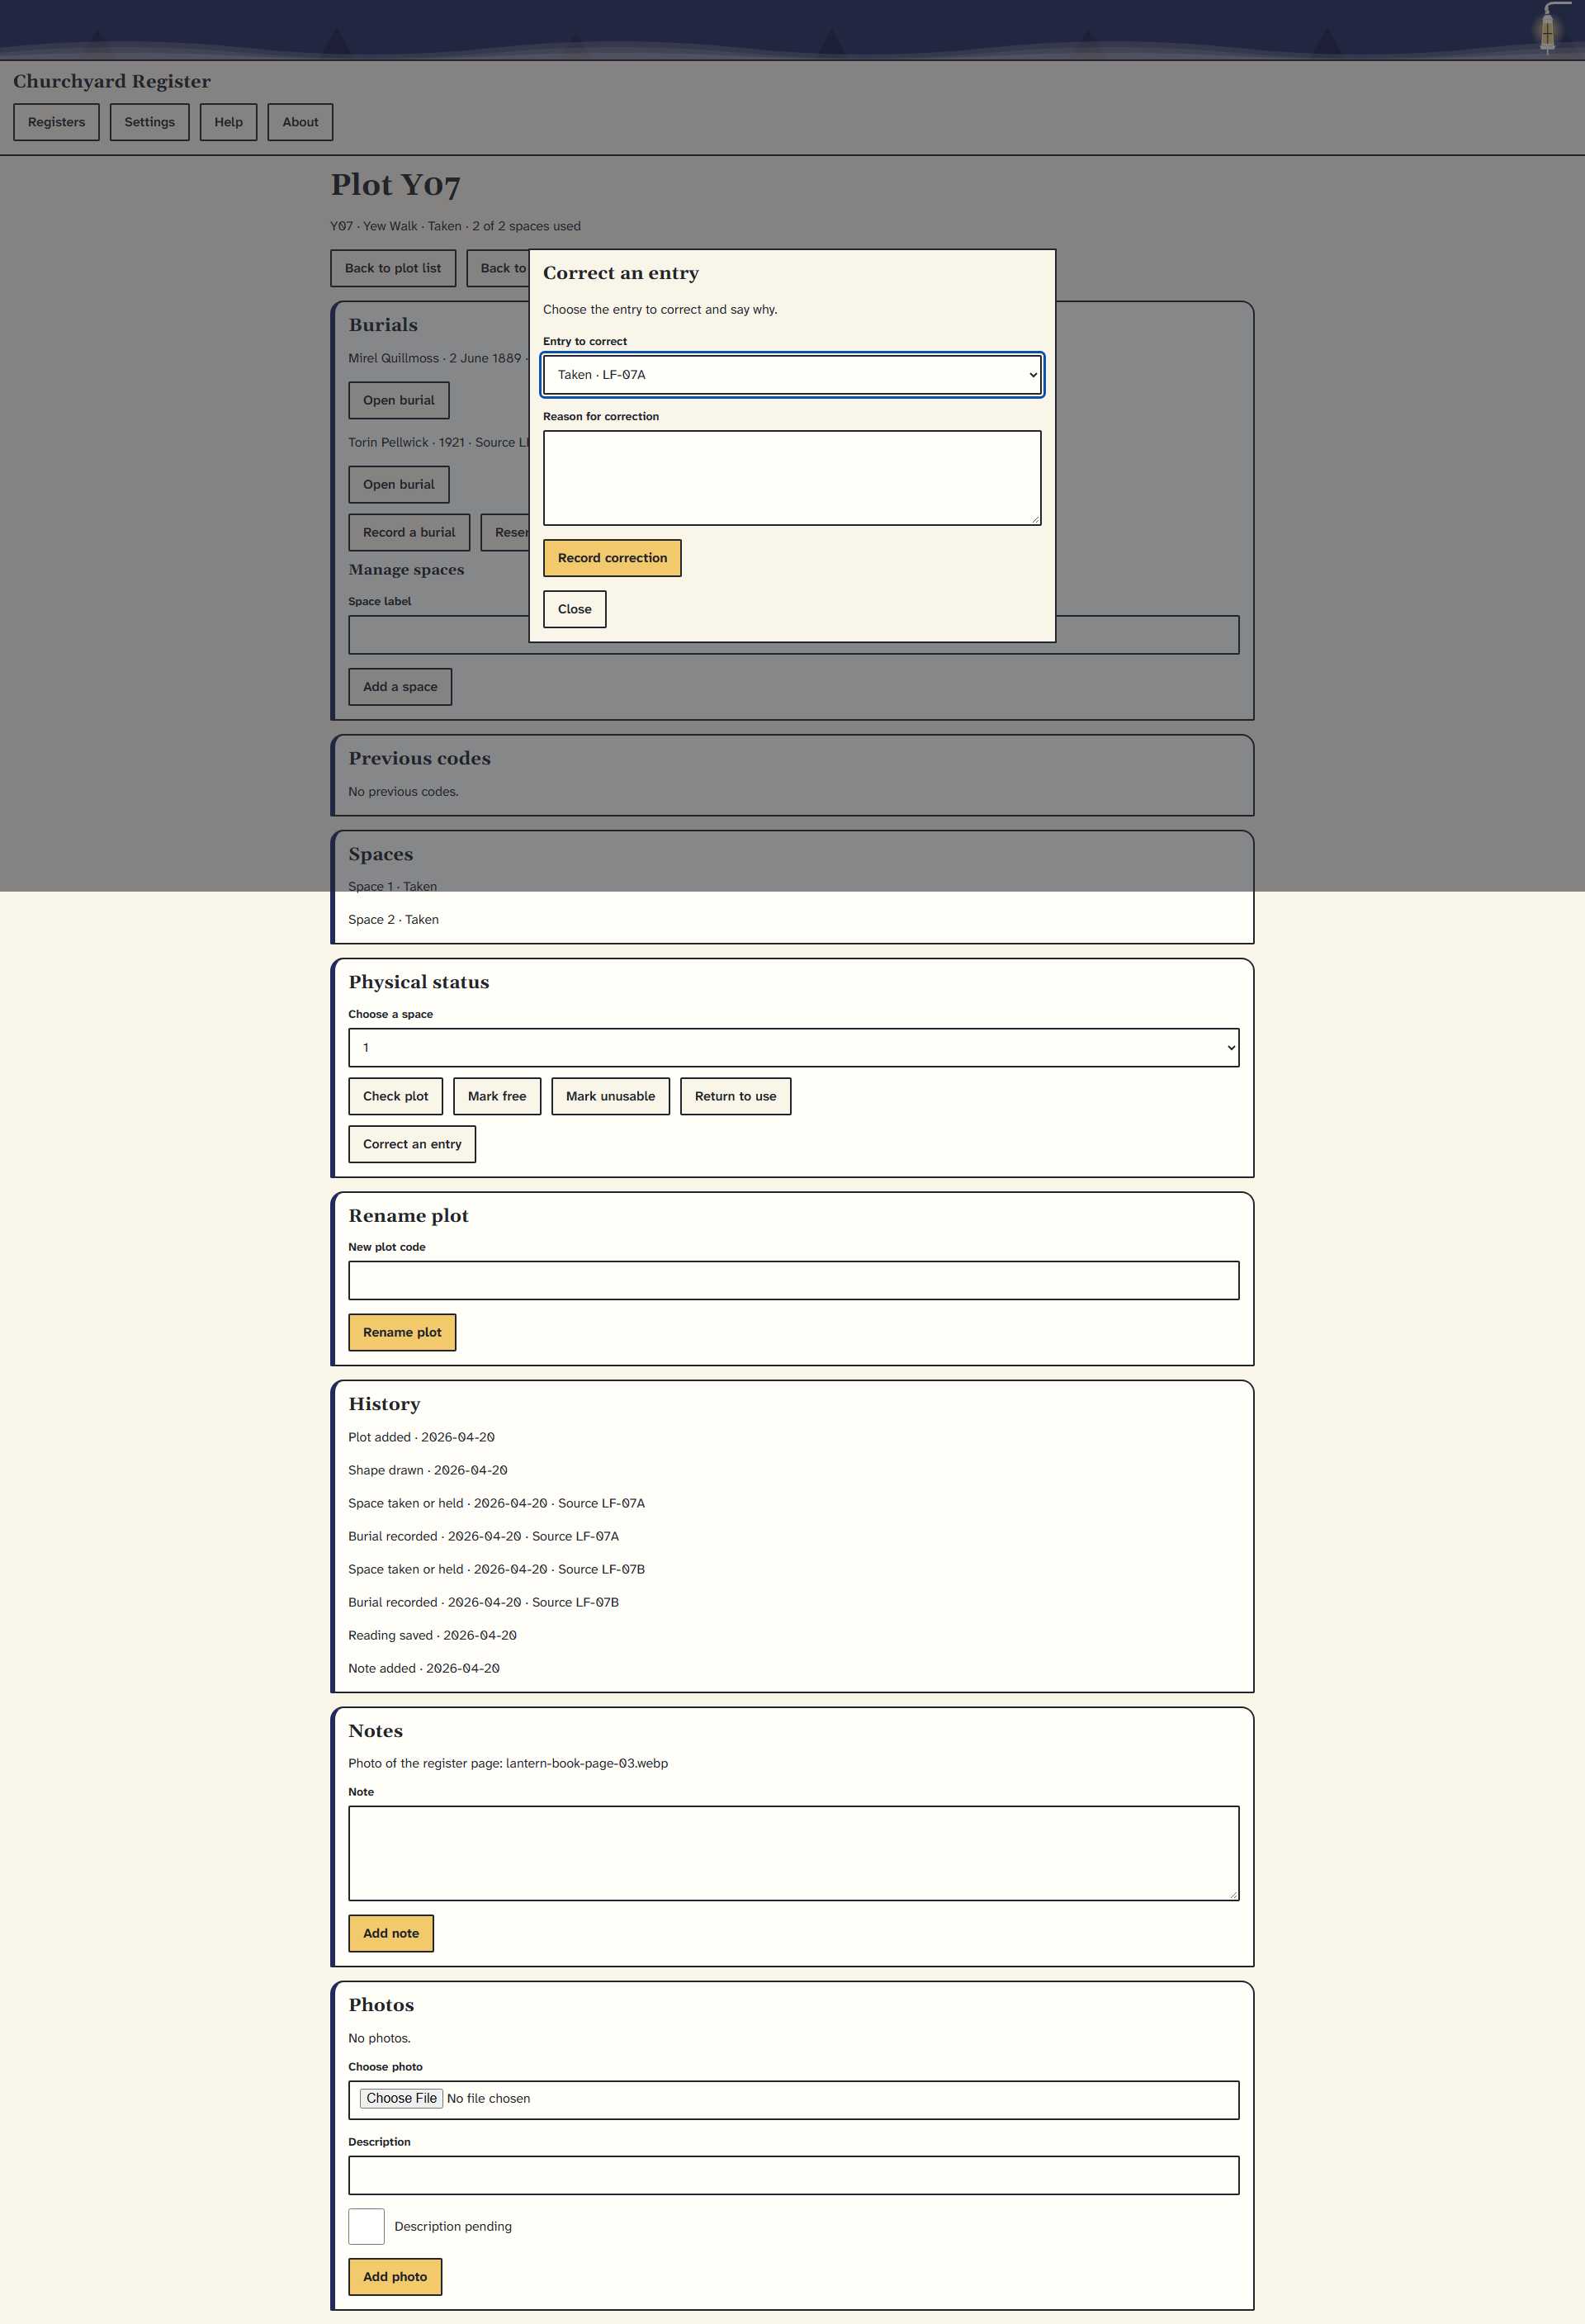 Churchyard Register
Registers
Settings
Help
About
Plot Y07
Y07 · Yew Walk · Taken · 2 of 2 spaces used
Back to plot list
Back to
Burials
Mirel Quillmoss · 2 June 1889 ·
Open burial
Torin Pellwick · 1921 · Source
Open burial
Record a burial
Manage spaces
Space label
Add a space
Correct an entry
Choose the entry to correct and say why.
Entry to correct
Taken · LF-07A
Reason for correction
Record correction
Close
Previous codes
No previous codes.
Spaces
Space 1 · Taken
Space 2 · Taken
Physical status
Choose a space
1
Check plot
Mark free
Mark unusable
Return to use
Correct an entry
Rename plot
New plot code
Rename plot
History
Plot added · 2026-04-20
Shape drawn · 2026-04-20
Space taken or held · 2026-04-20 · Source LF-07A
Burial recorded · 2026-04-20 · Source LF-07A
Space taken or held · 2026-04-20 · Source LF-07B
Burial recorded · 2026-04-20 · Source LF-07B
Reading saved · 2026-04-20
Note added · 2026-04-20
Notes
Photo of the register page: lantern-book-page-03.webp
Note
Add note
Photos
No photos.
Choose photo
Choose File No file chosen
Description
Description pending
Add photo